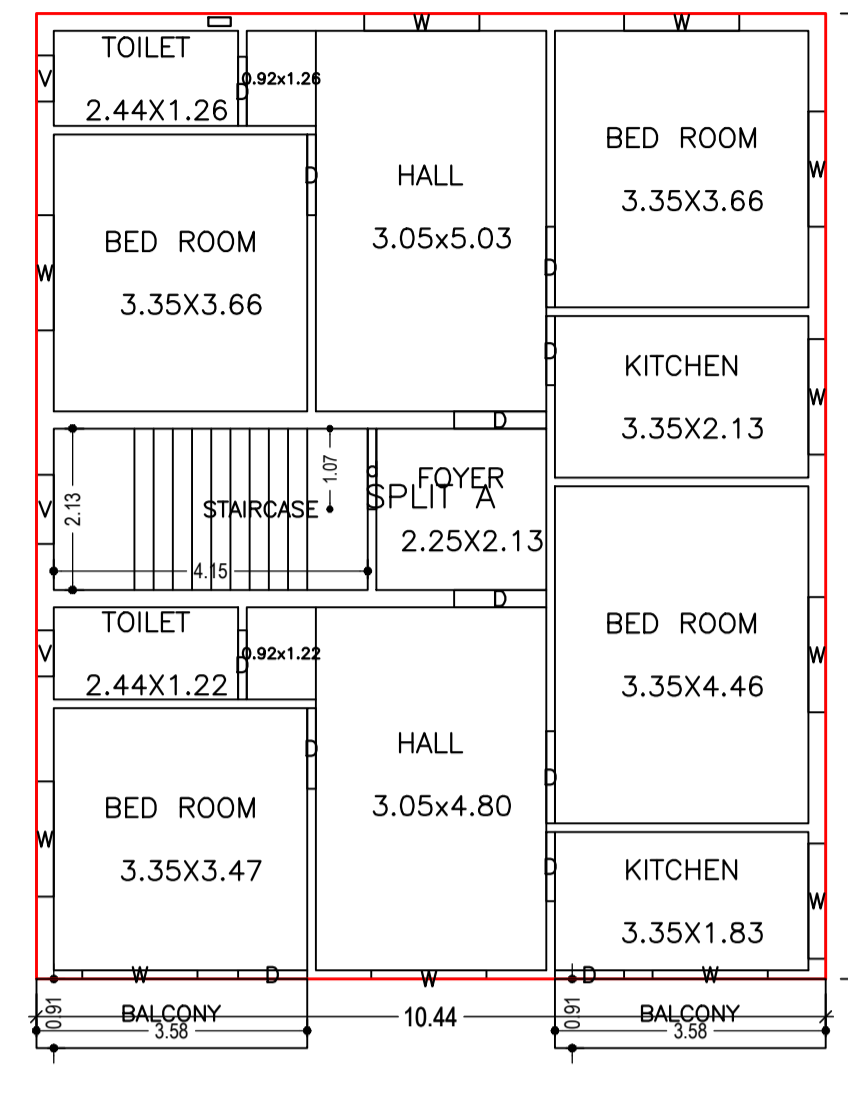 W
W
TOILET
2.44X1.26
V
D
0.92x1.26
HALL
3.05x5.03
BED ROOM
3.35X3.66
W
D
BED ROOM
3.35X3.66
W
D
D
KITCHEN
3.35X2.13
W
D
D
STAIRCASE
V
2.13
4.15
1.07
FOYER
SPLIT A
2.25X2.13
D
TOILET
2.44X1.22
V
D
0.92x1.22
HALL
3.05x4.80
BED ROOM
3.35X4.46
W
D
BED ROOM
3.35X3.47
W
D
KITCHEN
3.35X1.83
W
D
W
D
W
D
W
0.91
BALCONY
3.58
10.44
0.91
BALCONY
3.58